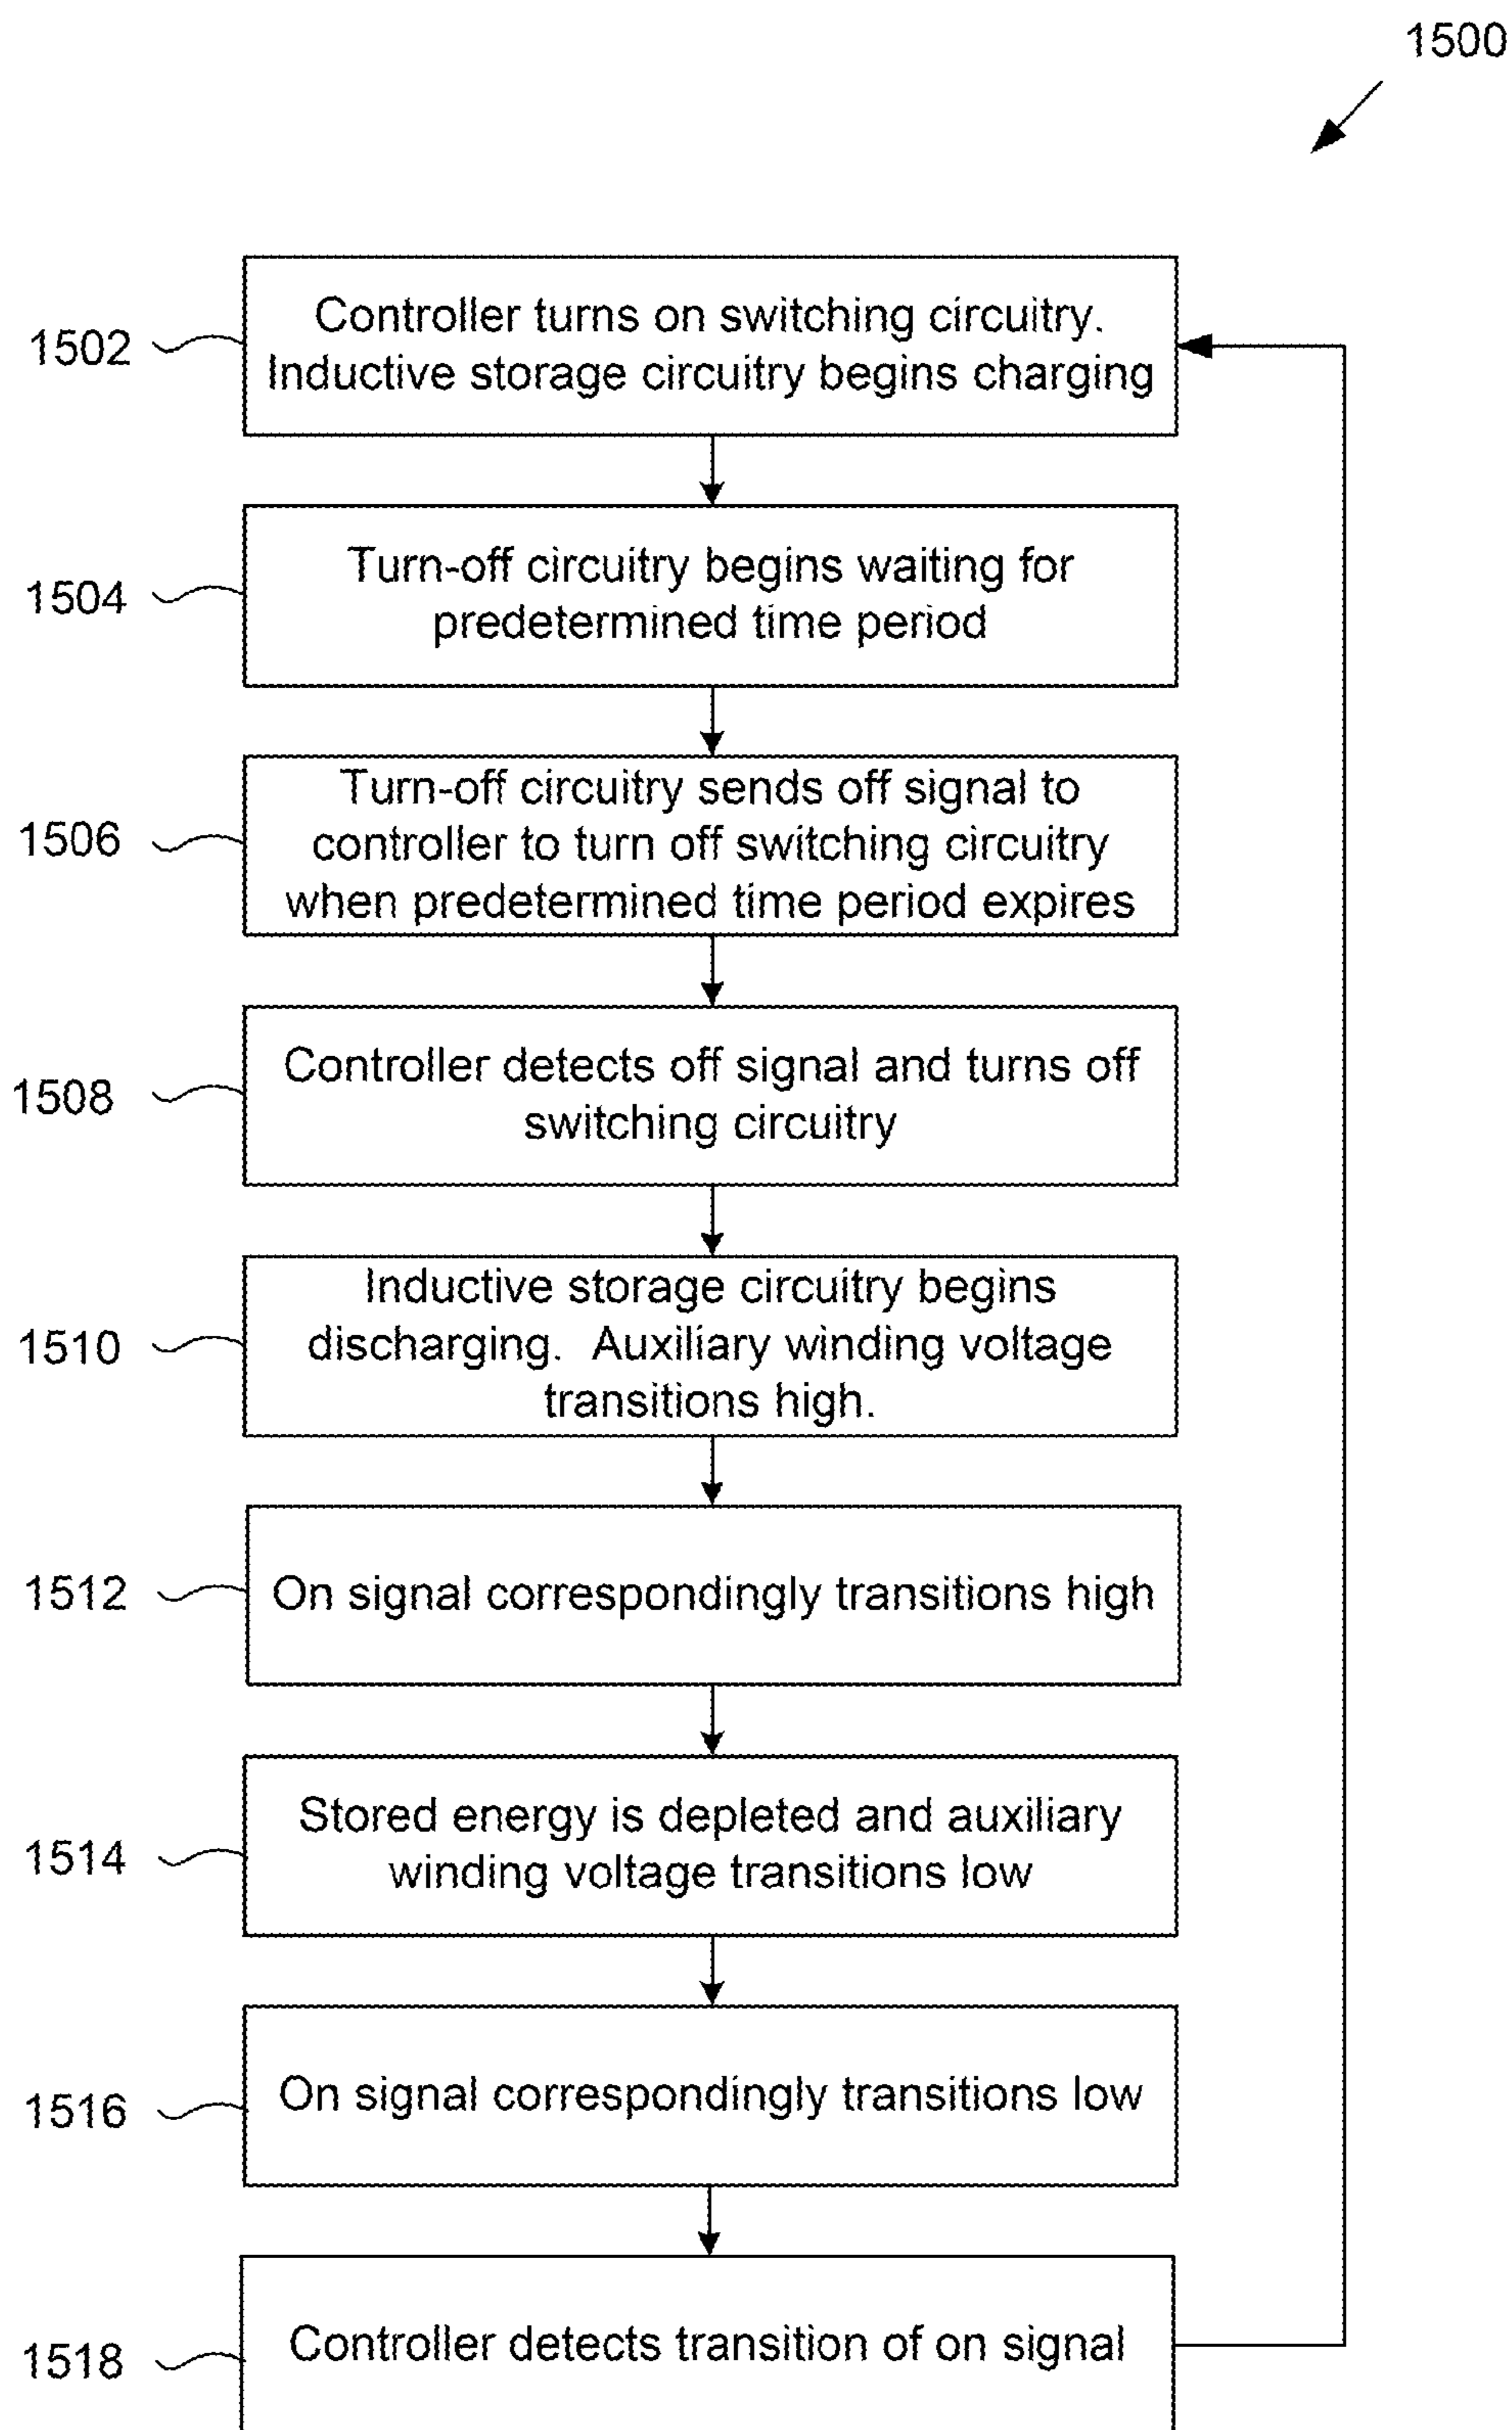 1500
1502
Controller turns on switching circuitry.
Inductive storage circuitry begins charging
1504
Turn-off circuitry begins waiting for
predetermined time period
1506
Turn-off circuitry sends off signal to
controller to turn off switching circuitry
when predetermined time period expires
1508
Controller detects off signal and turns off
switching circuitry
1510
Inductive storage circuitry begins
discharging. Auxiliary winding voltage
transitions high.
1512
On signal correspondingly transitions high
1514
Stored energy is depleted and auxiliary
winding voltage transitions low
1516
On signal correspondingly transitions low
1518
Controller detects transition of on signal